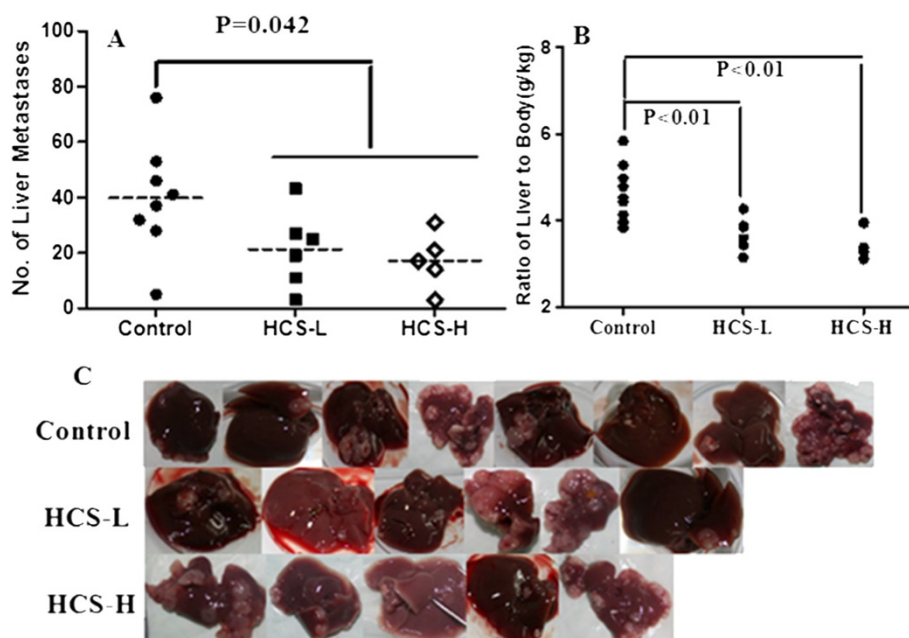 A
P=0.042
No. of Liver Metastases
100
80
60
40
20
0
Control
HCS-L
HCS-H
B
P<0.01
P<0.01
Ratio of Liver to Body(g/kg)
8
6
4
2
Control
HCS-L
HCS-H
C
Control
HCS-L
HCS-H